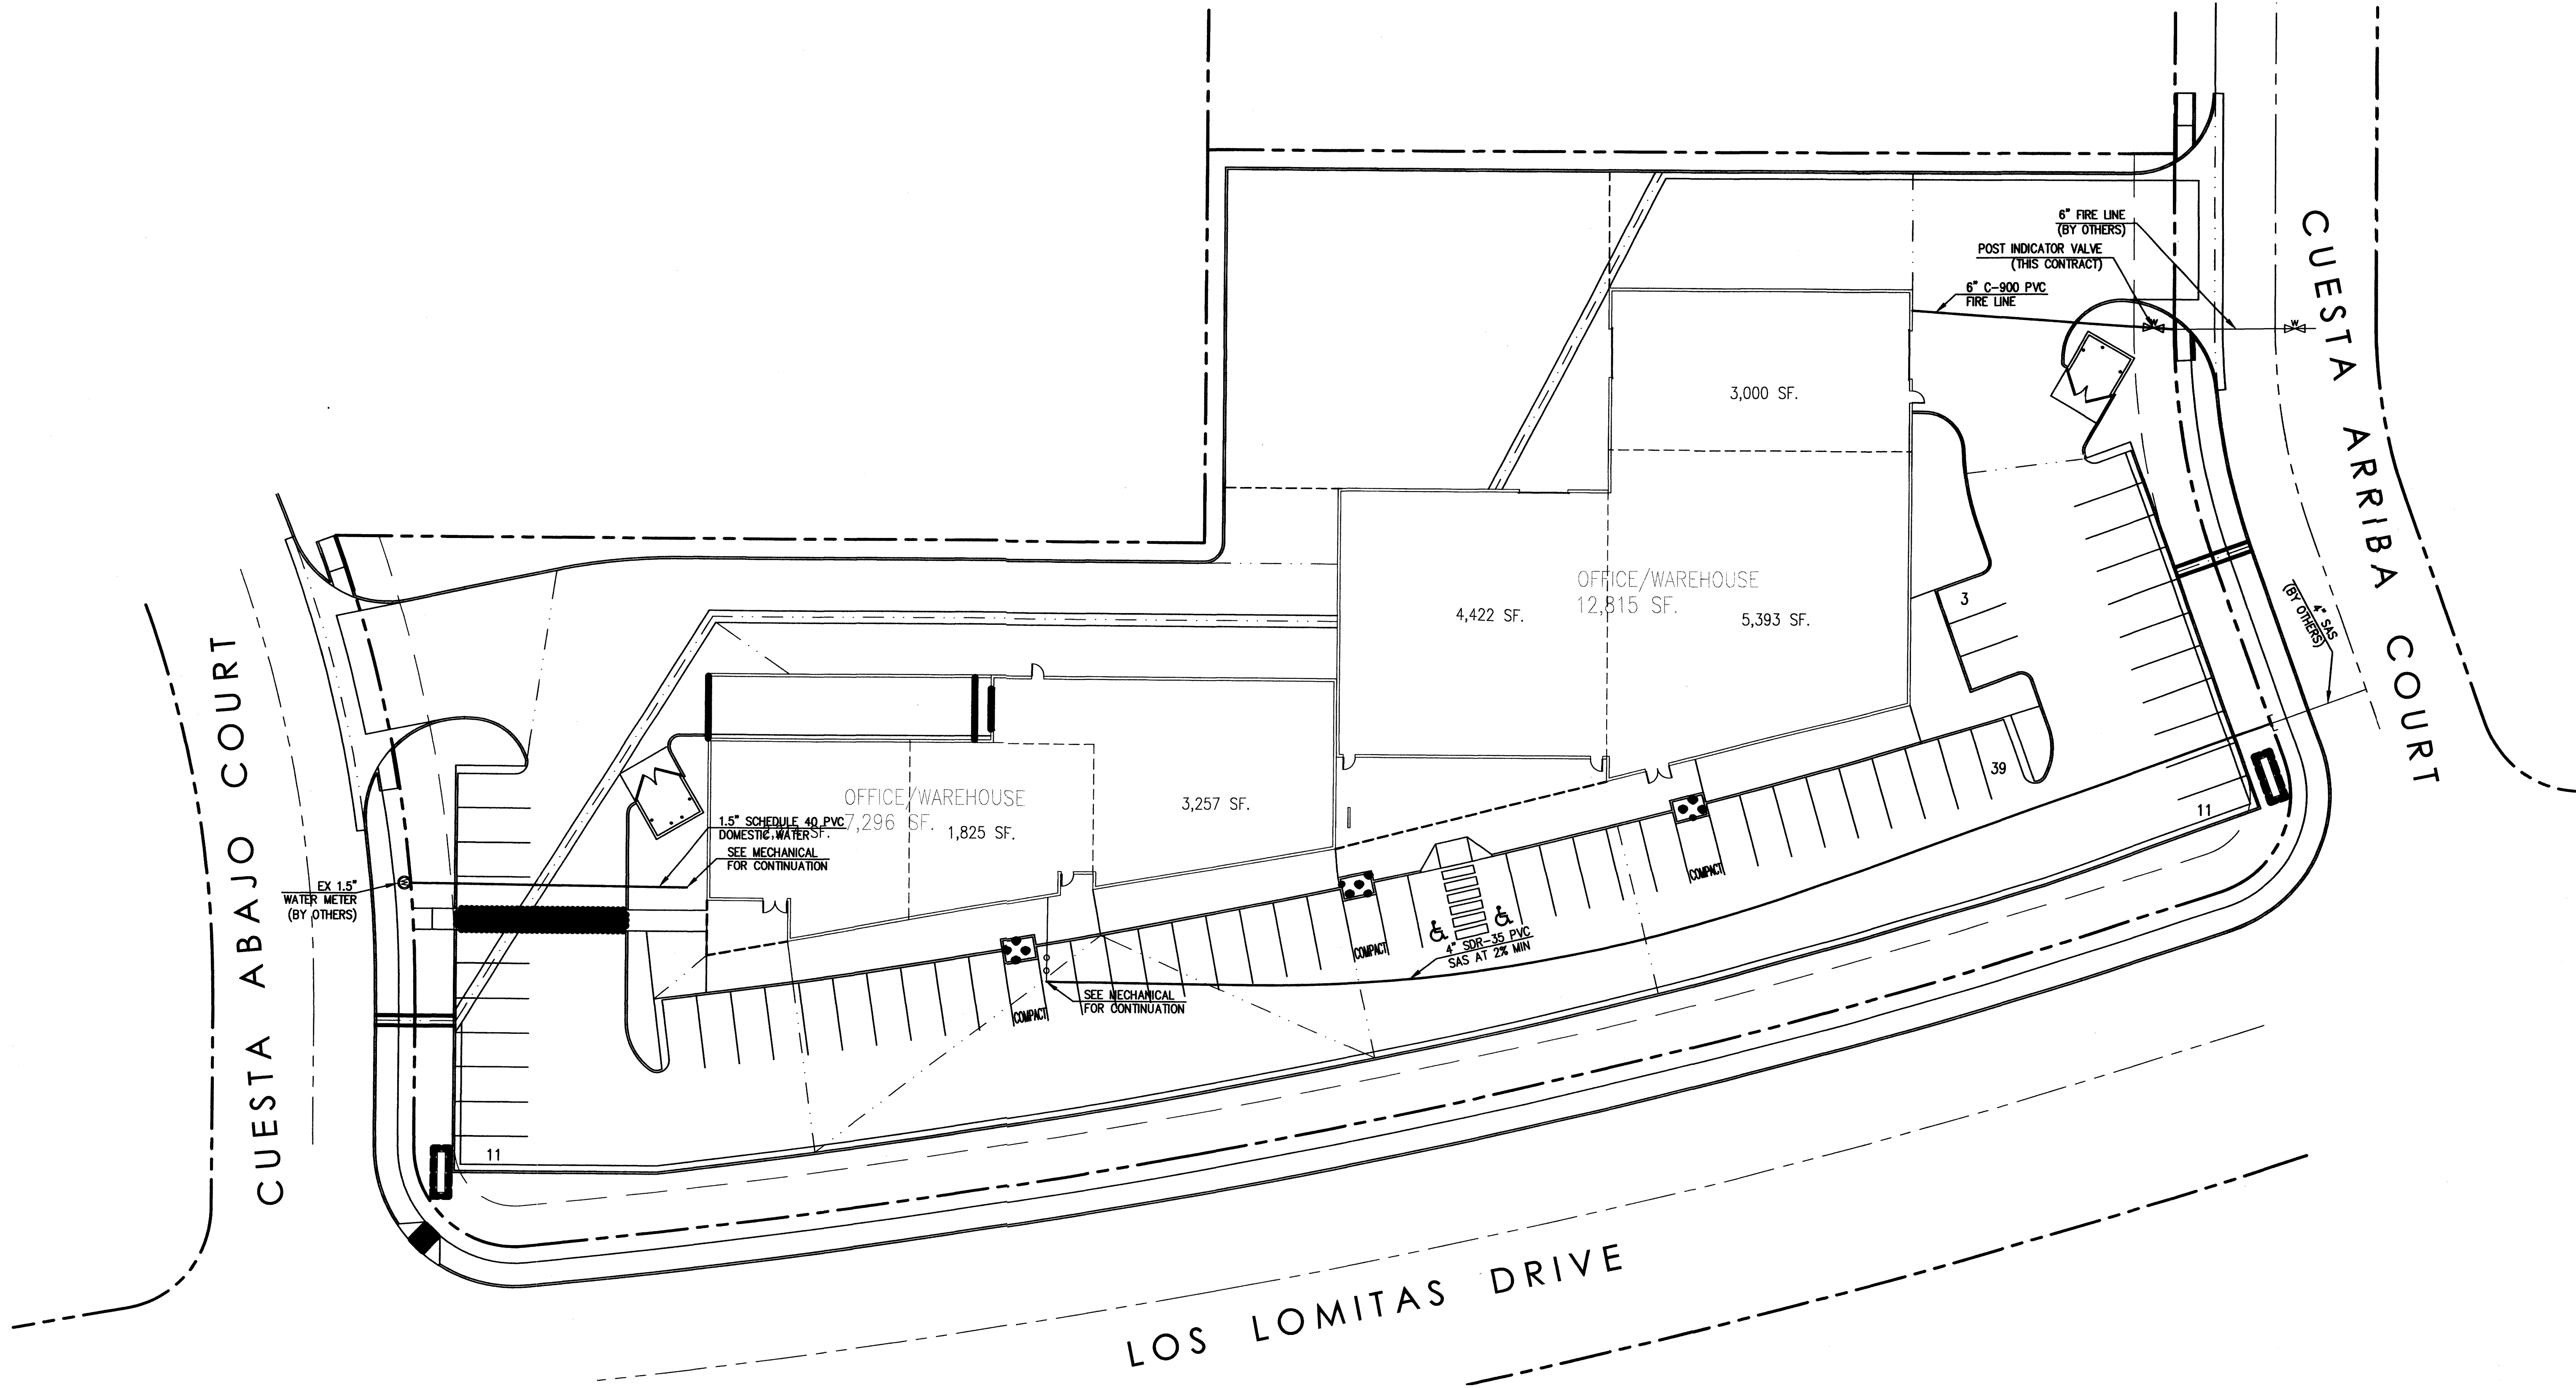 6" FIRE LINE
(BY OTHERS)
POST INDICATOR VALVE
(THIS CONTRACT)
6" C-900 PVC
FIRE LINE
W
W
CUESTA ARRIBA COURT
3,000 SF.
OFFICE/WAREHOUSE
12,815 SF.
4,422 SF.
5,393 SF.
3
4" SAS
(BY OTHERS)
39
11
CUESTA ABAJO COURT
OFFICE/WAREHOUSE
7,296 SF.
3,257 SF.
1,825 SF.
SF.
1.5" SCHEDULE 40 PVC
DOMESTIC WATER
SEE MECHANICAL
FOR CONTINUATION
EX 1.5"
WATER METER
(BY OTHERS)
W
COMPACT
COMPACT
COMPACT
4" SDR-35 PVC
SAS AT 2% MIN
SEE MECHANICAL
FOR CONTINUATION
11
LOS LOMITAS DRIVE